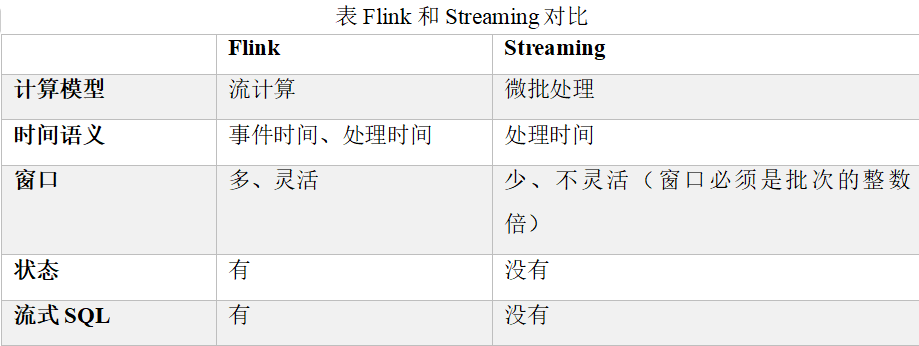 表 Flink 和 Streaming 对比
Flink Streaming
计算模型 流计算 微批处理
时间语义 事件时间、处理时间 处理时间
窗口 多、灵活 少、不灵活（窗口必须是批次的整数
倍）
状态 有 没有
流式 SQL 有 没有